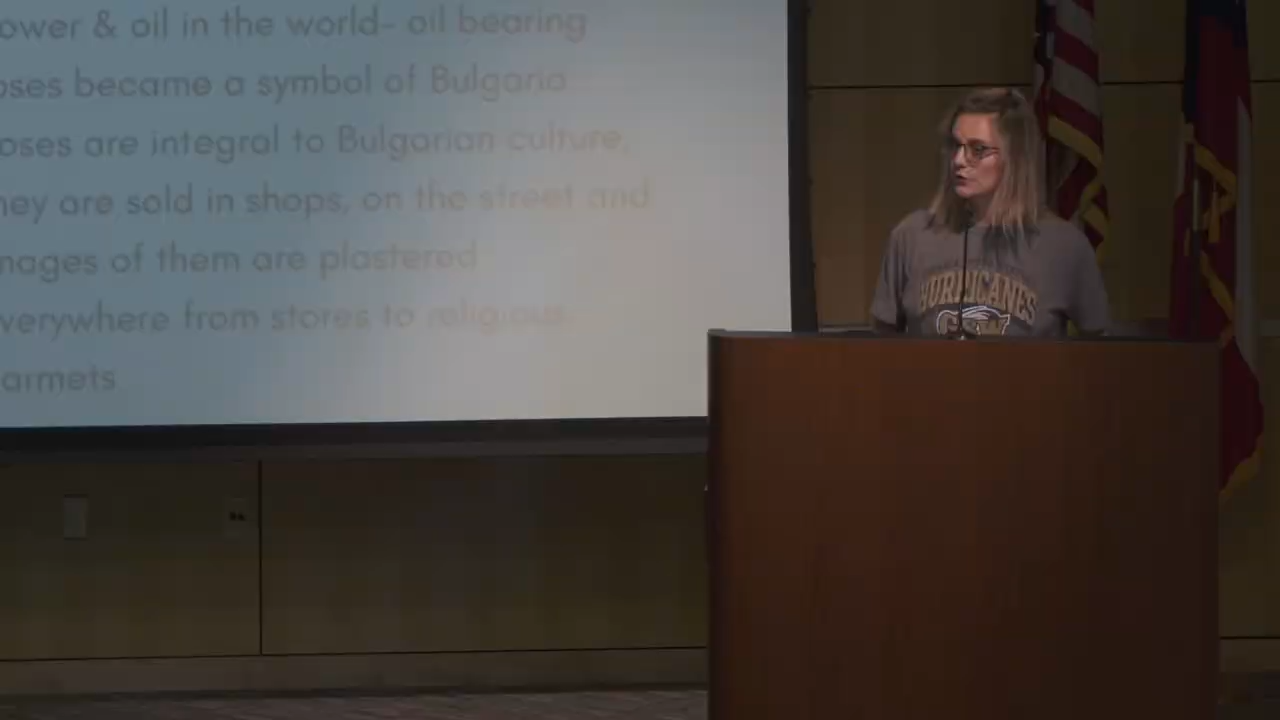 ower & oil in the world- oil bearing
oses became a symbol of Bulgaria
oses are integral to Bulgarian culture,
hey are sold in shops, on the street and
mages of them are plastered
verywhere from stores to religious
armets
HURRICANES
GSW